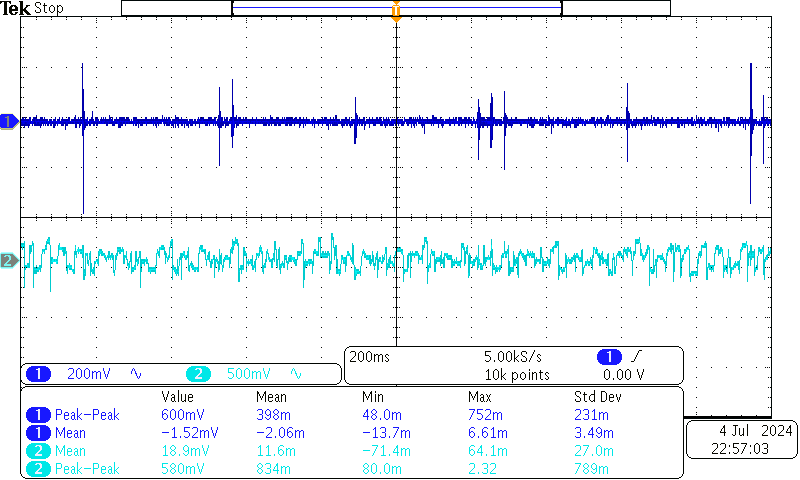 Tek Stop
T
1
2
1 200mV 2 500mV
200ms 5.00kS/s 1
10k points 0.00 V
Value Mean Min Max Std Dev
1 Peak-Peak 600mV 398m 48.0m 752m 231m
1 Mean -1.52mV -2.06m -13.7m 6.61m 3.49m
2 Mean 18.9mV 11.6m -71.4m 64.1m 27.0m
2 Peak-Peak 580mV 834m 80.0m 2.32 789m
4 Jul 2024
22:57:03